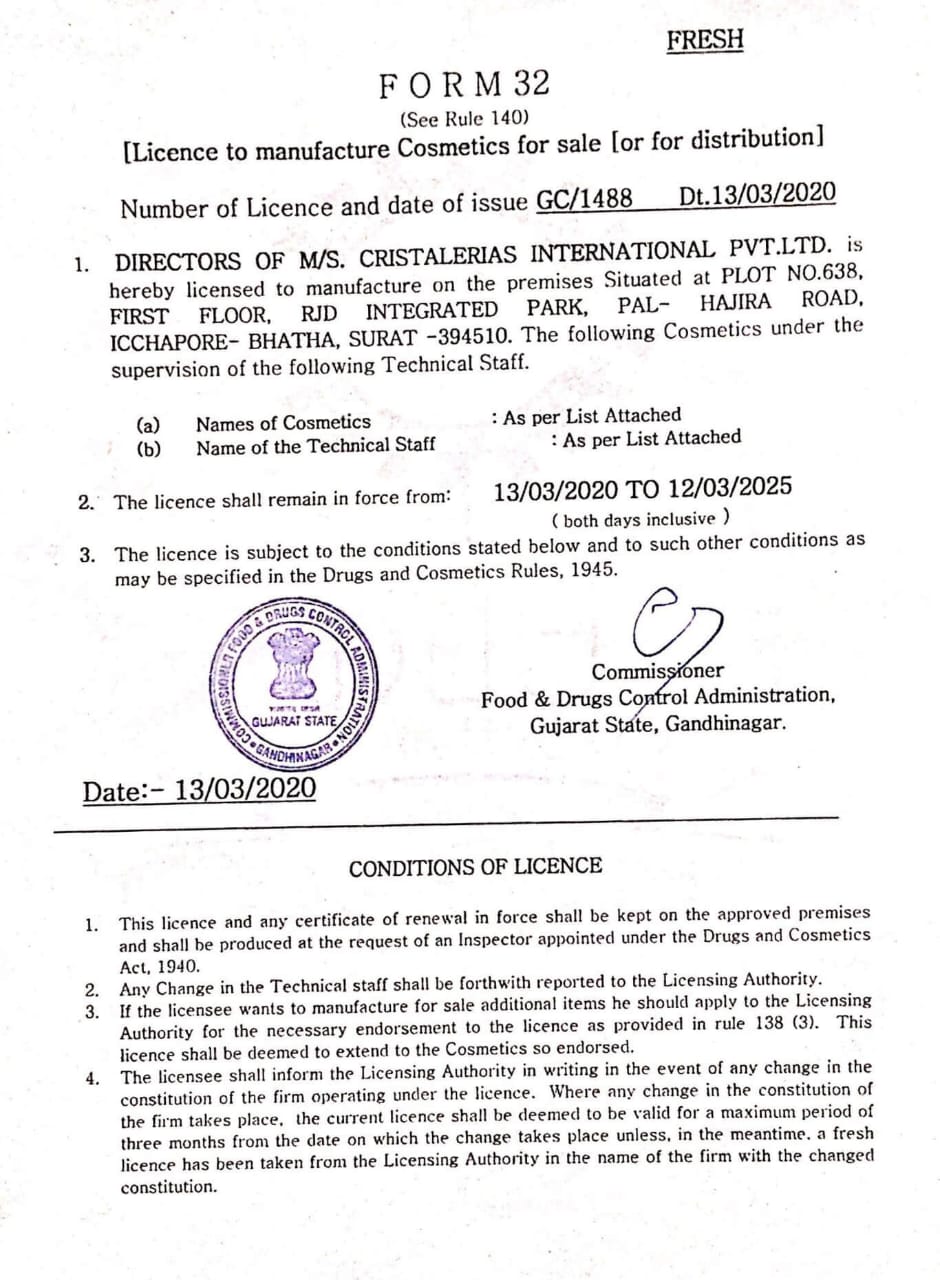 FRESH
F O R M 32
(See Rule 140)
[Licence to manufacture Cosmetics for sale [or for distribution]
Number of Licence and date of issue GC/1488 Dt.13/03/2020
1. DIRECTORS OF M/S. CRISTALERIAS INTERNATIONAL PVT.LTD. is
hereby licensed to manufacture on the premises Situated at PLOT NO.638,
FIRST FLOOR, RJD INTEGRATED PARK, PAL- HAJIRA ROAD,
ICCHAPORE- BHATHA, SURAT -394510. The following Cosmetics under the
supervision of the following Technical Staff.
(a) Names of Cosmetics : As per List Attached
(b) Name of the Technical Staff : As per List Attached
2. The licence shall remain in force from: 13/03/2020 TO 12/03/2025
( both days inclusive )
3. The licence is subject to the conditions stated below and to such other conditions as
may be specified in the Drugs and Cosmetics Rules, 1945.
COMMISSIONER FOOD & DRUGS CONTROL ADMINISTRATION
GUJARAT STATE
GANDHINAGAR
Commissioner
Food & Drugs Control Administration,
Gujarat State, Gandhinagar.
Date:- 13/03/2020
CONDITIONS OF LICENCE
1. This licence and any certificate of renewal in force shall be kept on the approved premises
and shall be produced at the request of an Inspector appointed under the Drugs and Cosmetics
Act, 1940.
2. Any Change in the Technical staff shall be forthwith reported to the Licensing Authority.
3. If the licensee wants to manufacture for sale additional items he should apply to the Licensing
Authority for the necessary endorsement to the licence as provided in rule 138 (3). This
licence shall be deemed to extend to the Cosmetics so endorsed.
4. The licensee shall inform the Licensing Authority in writing in the event of any change in the
constitution of the firm operating under the licence. Where any change in the constitution of
the firm takes place, the current licence shall be deemed to be valid for a maximum period of
three months from the date on which the change takes place unless, in the meantime. a fresh
licence has been taken from the Licensing Authority in the name of the firm with the changed
constitution.